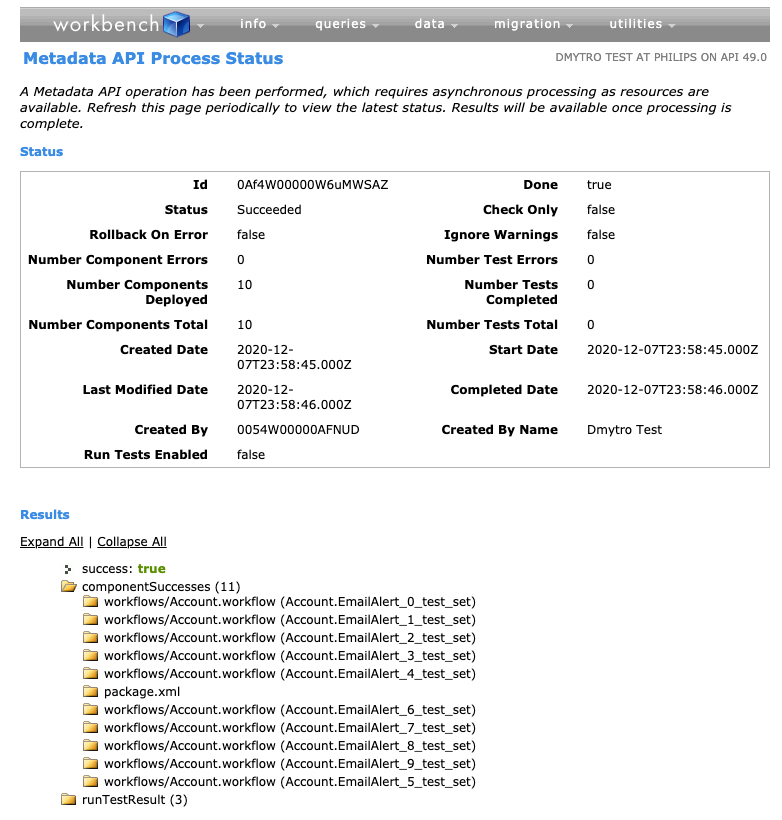 workbench info queries data migration utilities
Metadata API Process Status DMYTRO TEST AT PHILIPS ON API 49.0
A Metadata API operation has been performed, which requires asynchronous processing as resources are
available. Refresh this page periodically to view the latest status. Results will be available once processing is
complete.
Status
Id 0Af4W00000W6uMWSAZ Done true
Status Succeeded Check Only false
Rollback On Error false Ignore Warnings false
Number Component Errors 0 Number Test Errors 0
Number Components 10 Number Tests 0
Deployed Completed
Number Components Total 10 Number Tests Total 0
Created Date 2020-12- Start Date 2020-12-07T23:58:45.000Z
07T23:58:45.000Z
Last Modified Date 2020-12- Completed Date 2020-12-07T23:58:46.000Z
07T23:58:46.000Z
Created By 0054W00000AFNUD Created By Name Dmytro Test
Run Tests Enabled false
Results
Expand All | Collapse All
success: true
componentSuccesses (11)
workflows/Account.workflow (Account.EmailAlert_0_test_set)
workflows/Account.workflow (Account.EmailAlert_1_test_set)
workflows/Account.workflow (Account.EmailAlert_2_test_set)
workflows/Account.workflow (Account.EmailAlert_3_test_set)
workflows/Account.workflow (Account.EmailAlert_4_test_set)
package.xml
workflows/Account.workflow (Account.EmailAlert_6_test_set)
workflows/Account.workflow (Account.EmailAlert_7_test_set)
workflows/Account.workflow (Account.EmailAlert_8_test_set)
workflows/Account.workflow (Account.EmailAlert_9_test_set)
workflows/Account.workflow (Account.EmailAlert_5_test_set)
runTestResult (3)